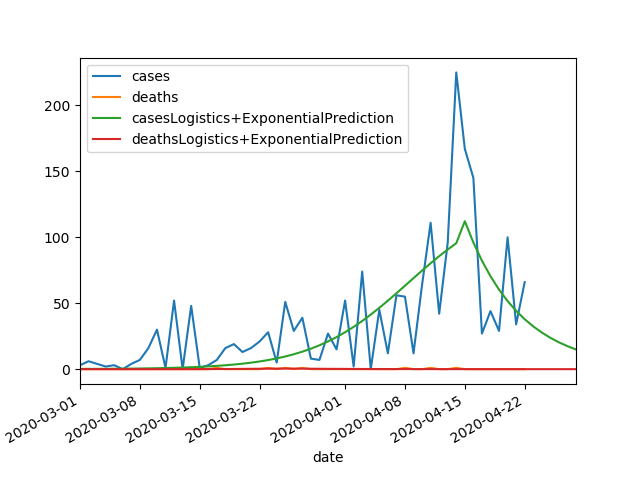 cases
deaths
casesLogistics+ExponentialPrediction
deathsLogistics+ExponentialPrediction
200
150
100
50
0
2020-03-01
2020-03-08
2020-03-15
2020-03-22
2020-04-01
2020-04-08
2020-04-15
2020-04-22
date